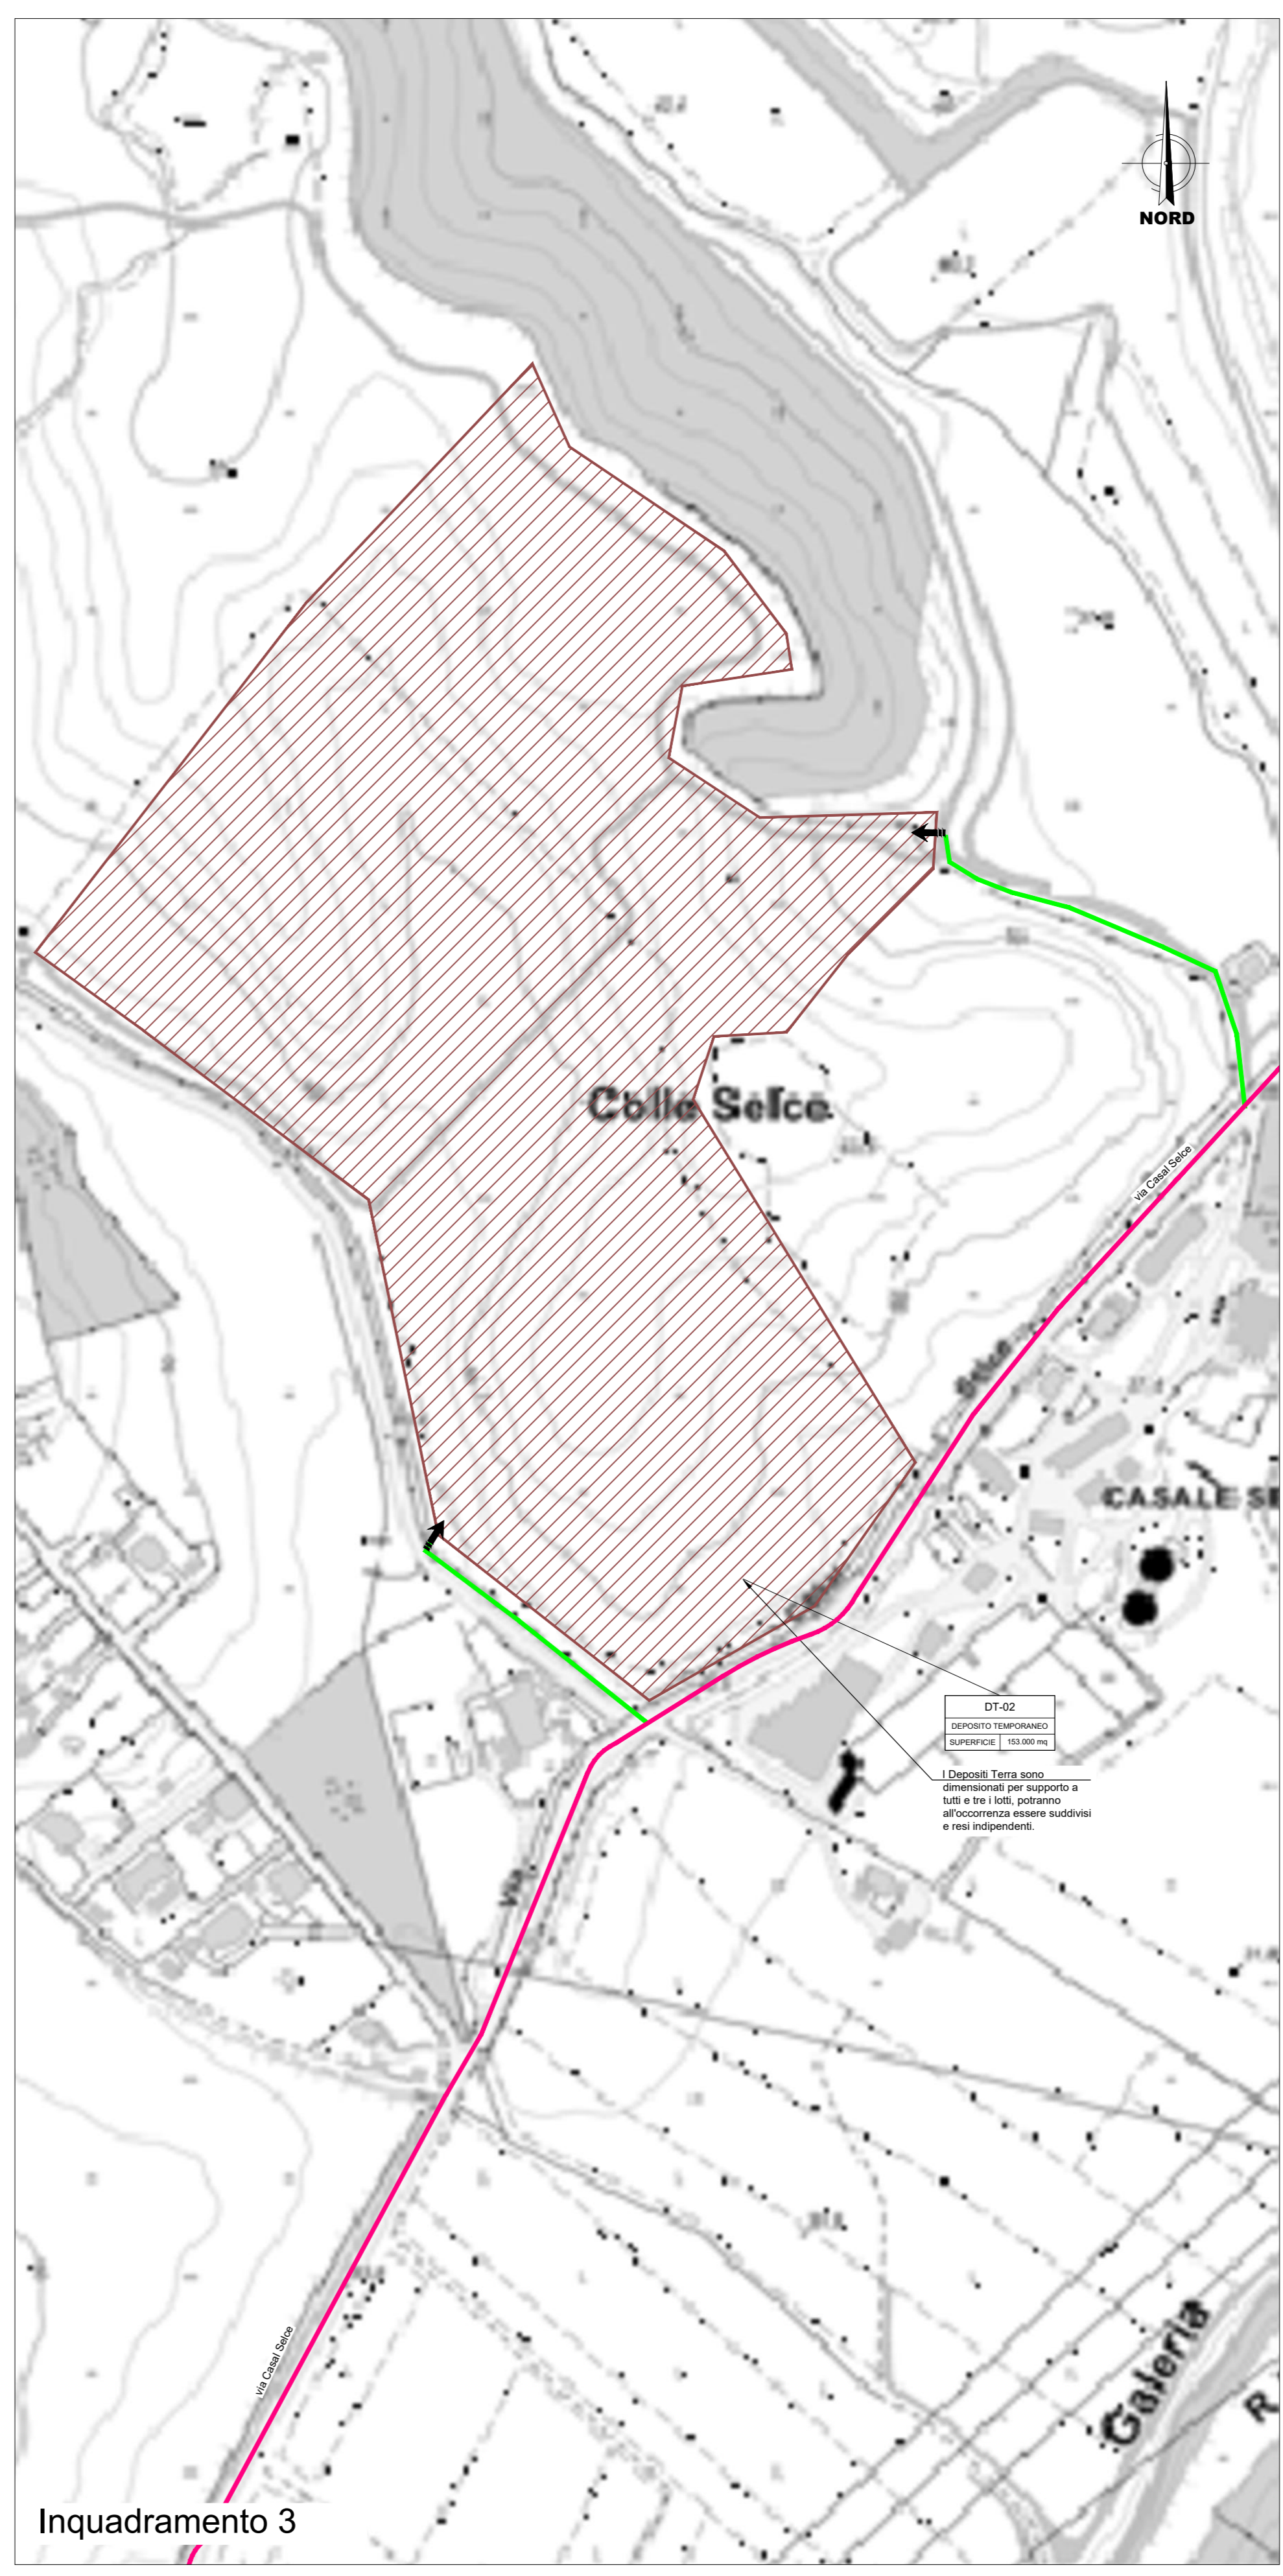 NORD
Colle Selce
via Casal Selce
Selce
CASALE SE
DT-02
DEPOSITO TEMPORANEO
SUPERFICIE 153.000 mq
I Depositi Terra sono
dimensionati per supporto a
tutti e tre i lotti, potranno
all'occorrenza essere suddivisi
e resi indipendenti.
Via
via Casal Selce
Galeria
R
Inquadramento 3